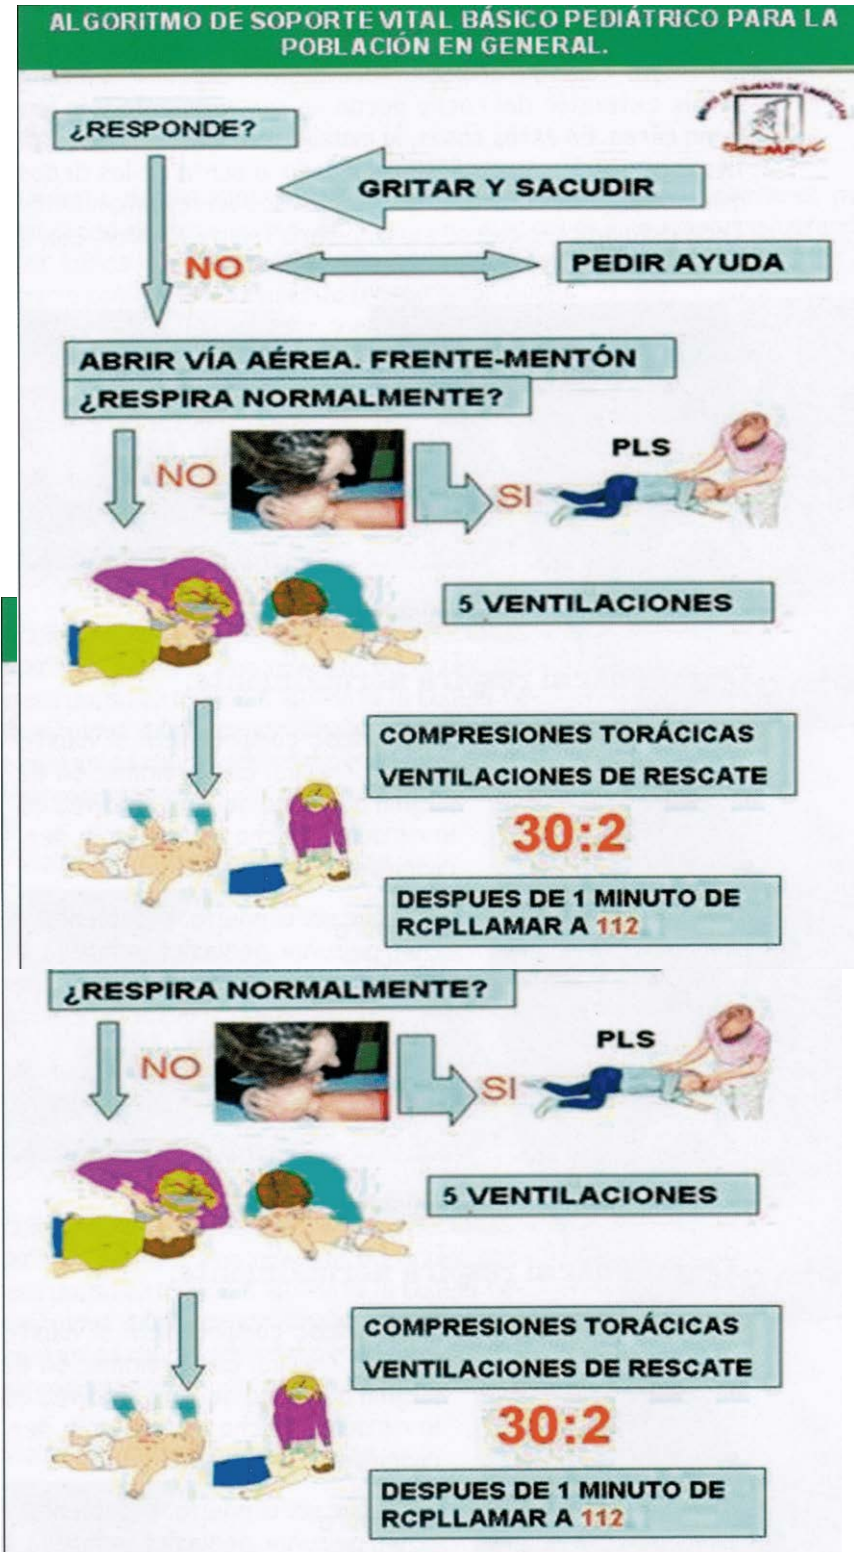 ALGORITMO DE SOPORTE VITAL BÁSICO PEDIÁTRICO PARA LA
POBLACIÓN EN GENERAL.
¿RESPONDE?
GRITAR Y SACUDIR
NO
PEDIR AYUDA
ABRIR VÍA AÉREA. FRENTE-MENTÓN
¿RESPIRA NORMALMENTE?
NO
SI
PLS
5 VENTILACIONES
COMPRESIONES TORÁCICAS
VENTILACIONES DE RESCATE
30:2
DESPUES DE 1 MINUTO DE
RCPLLAMAR A 112
¿RESPIRA NORMALMENTE?
NO
SI
PLS
5 VENTILACIONES
COMPRESIONES TORÁCICAS
VENTILACIONES DE RESCATE
30:2
DESPUES DE 1 MINUTO DE
RCPLLAMAR A 112